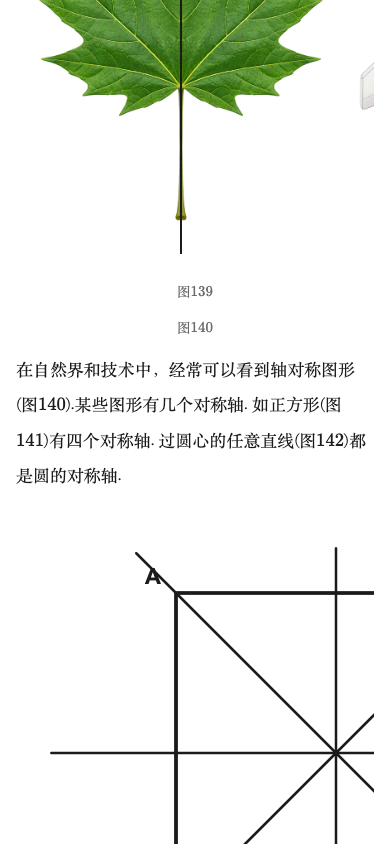 图139
图140
在自然界和技术中，经常可以看到轴对称图形
(图140).某些图形有几个对称轴. 如正方形(图
141)有四个对称轴. 过圆心的任意直线(图142)都
是圆的对称轴.
A